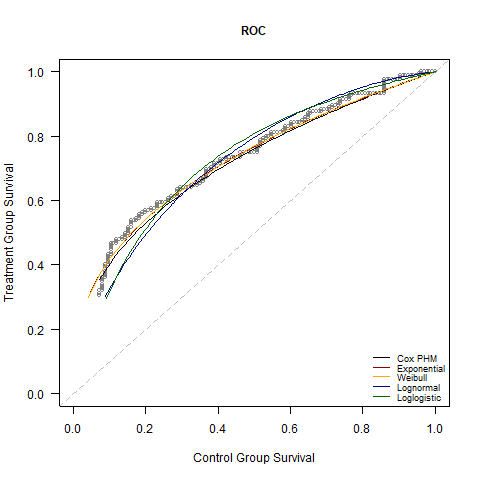 ROC
Treatment Group Survival
1.0
0.8
0.6
0.4
0.2
0.0
Cox PHM
Exponential
Weibull
Lognormal
Loglogistic
0.0 0.2 0.4 0.6 0.8 1.0
Control Group Survival